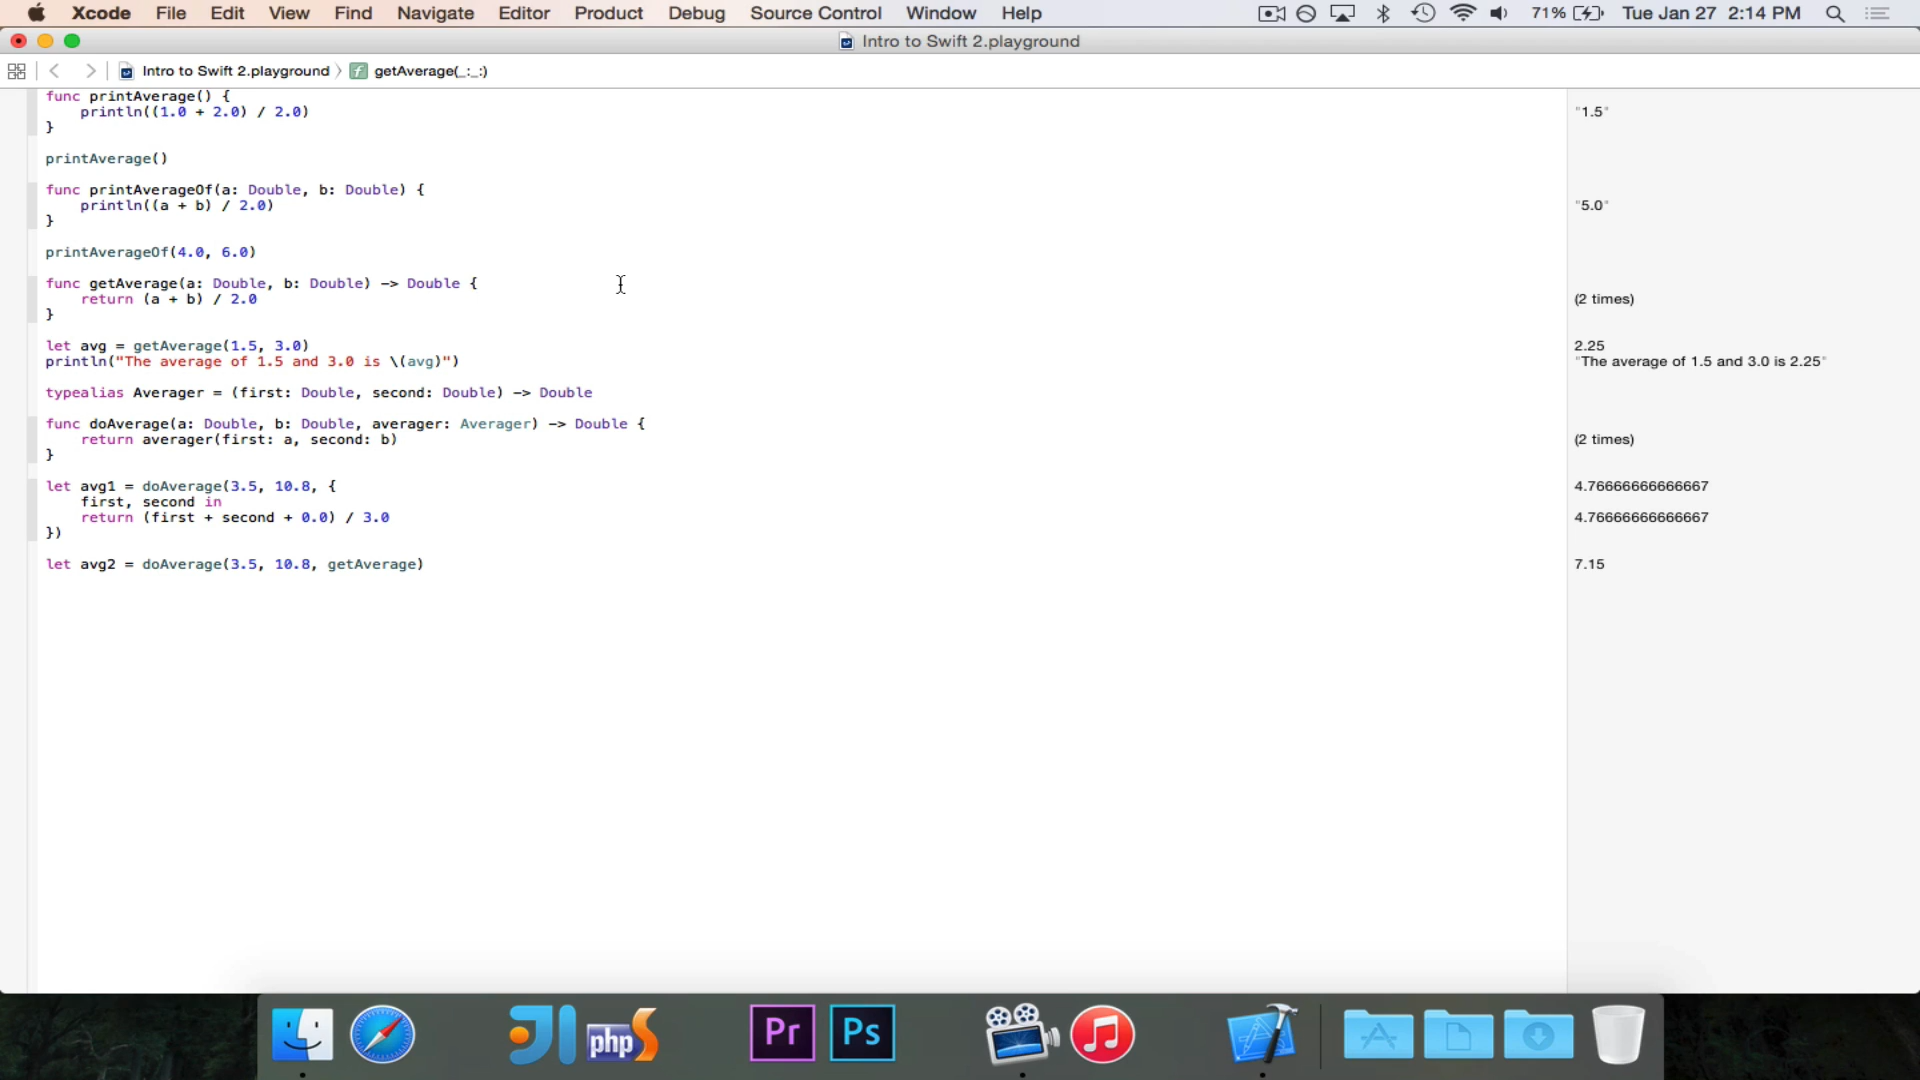 Xcode File Edit View Find Navigate Editor Product Debug Source Control Window Help 71% Tue Jan 27 2:14 PM
Intro to Swift 2.playground
Intro to Swift 2.playground getAverage(_:_:)
func printAverage() {
    println((1.0 + 2.0) / 2.0) "1.5"
}
printAverage()
func printAverageOf(a: Double, b: Double) {
    println((a + b) / 2.0) "5.0"
}
printAverageOf(4.0, 6.0)
func getAverage(a: Double, b: Double) -> Double {
    return (a + b) / 2.0 (2 times)
}
let avg = getAverage(1.5, 3.0) 2.25
println("The average of 1.5 and 3.0 is \(avg)") "The average of 1.5 and 3.0 is 2.25"
typealias Averager = (first: Double, second: Double) -> Double
func doAverage(a: Double, b: Double, averager: Averager) -> Double {
    return averager(first: a, second: b) (2 times)
}
let avg1 = doAverage(3.5, 10.8, { 4.76666666666667
    first, second in
    return (first + second + 0.0) / 3.0 4.76666666666667
})
let avg2 = doAverage(3.5, 10.8, getAverage) 7.15
php Pr Ps